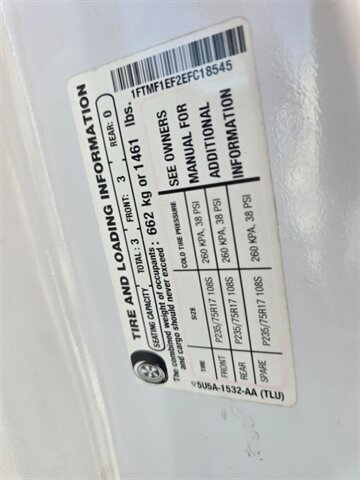 TIRE AND LOADING INFORMATION
SEATING CAPACITY TOTAL: 3 FRONT: 3 REAR: 0
The combined weight of occupants and cargo should never exceed: 662 kg or 1461 lbs.
TIRE SIZE COLD TIRE PRESSURE
FRONT P235/75R17 108S 260 KPA, 38 PSI
REAR P235/75R17 108S 260 KPA, 38 PSI
SPARE P235/75R17 108S 260 KPA, 38 PSI
SEE OWNERS
MANUAL FOR
ADDITIONAL
INFORMATION
5U5A-1532-AA (TLU)
1FTMF1EF2EFC18545